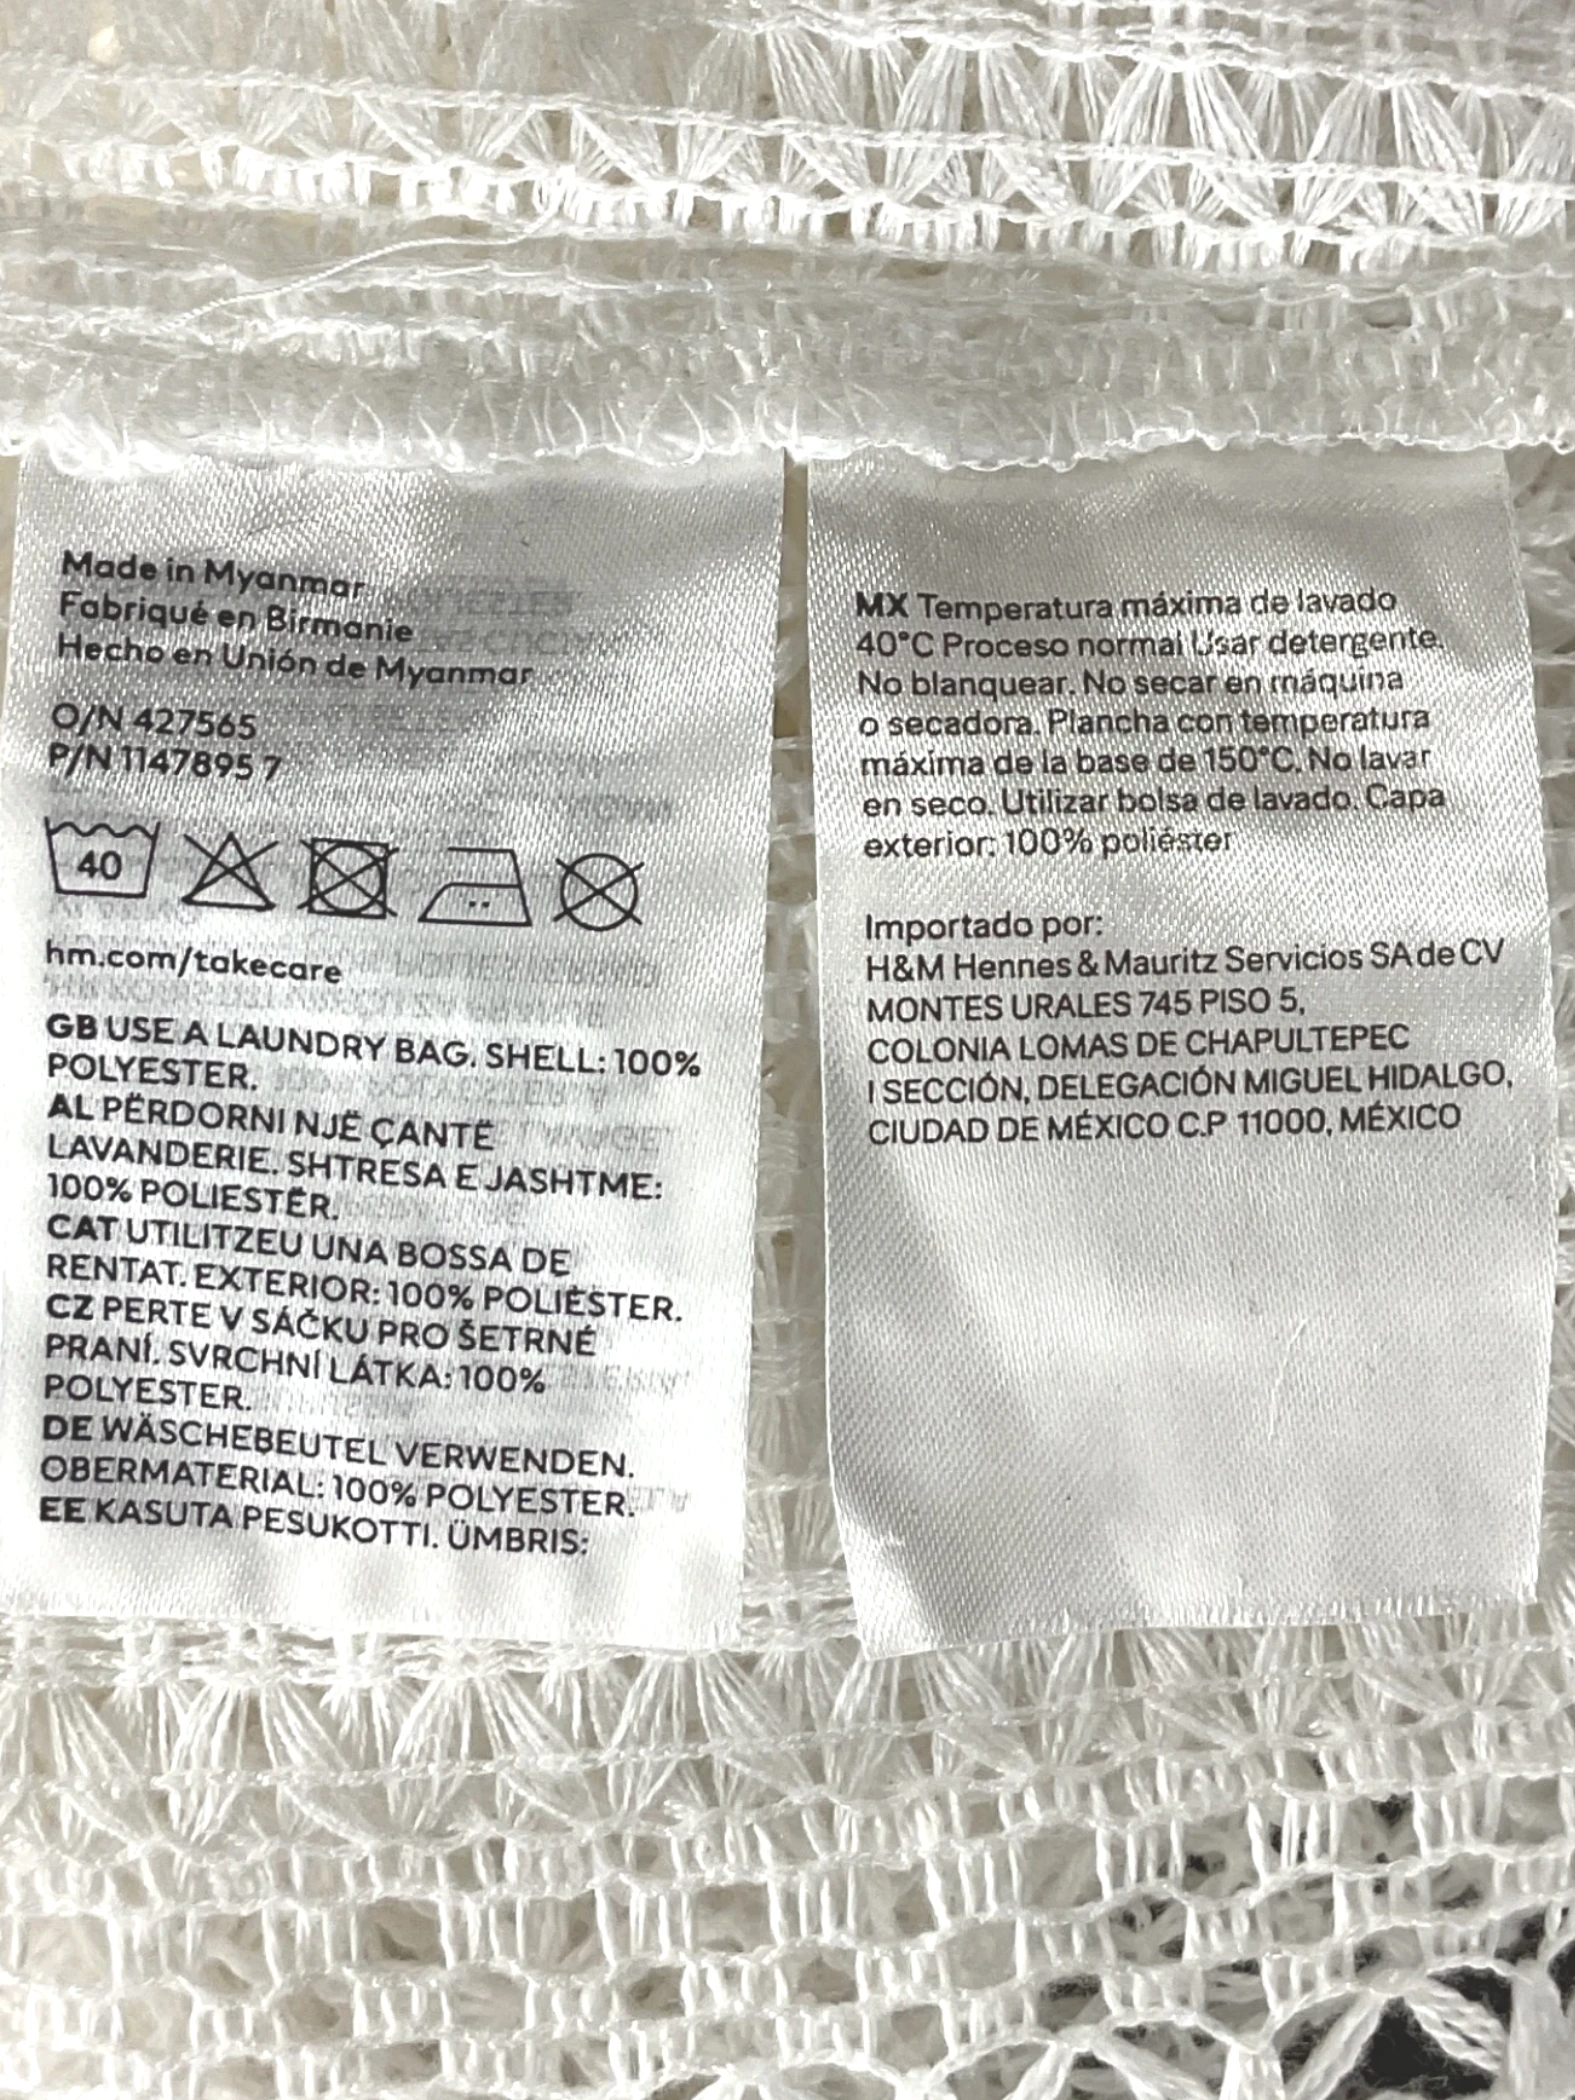 Made in Myanmar
Fabriqué en Birmanie
Hecho en Unión de Myanmar
O/N 427565
P/N 1147895 7
40
hm.com/takecare
GB USE A LAUNDRY BAG. SHELL: 100%
POLYESTER.
AL PËRDORNI NJË ÇANTË
LAVANDERIE. SHTRESA E JASHTME:
100% POLIESTËR.
CAT UTILITZEU UNA BOSSA DE
RENTAT. EXTERIOR: 100% POLIÈSTER.
CZ PERTE V SÁČKU PRO ŠETRNÉ
PRANÍ. SVRCHNÍ LÁTKA: 100%
POLYESTER.
DE WÄSCHEBEUTEL VERWENDEN.
OBERMATERIAL: 100% POLYESTER.
EE KASUTA PESUKOTTI. ÜMBRIS:
MX Temperatura máxima de lavado
40°C Proceso normal Usar detergente.
No blanquear. No secar en máquina
o secadora. Plancha con temperatura
máxima de la base de 150°C. No lavar
en seco. Utilizar bolsa de lavado. Capa
exterior: 100% poliéster
Importado por:
H&M Hennes & Mauritz Servicios SA de CV
MONTES URALES 745 PISO 5,
COLONIA LOMAS DE CHAPULTEPEC
I SECCIÓN, DELEGACIÓN MIGUEL HIDALGO,
CIUDAD DE MÉXICO C.P 11000, MÉXICO